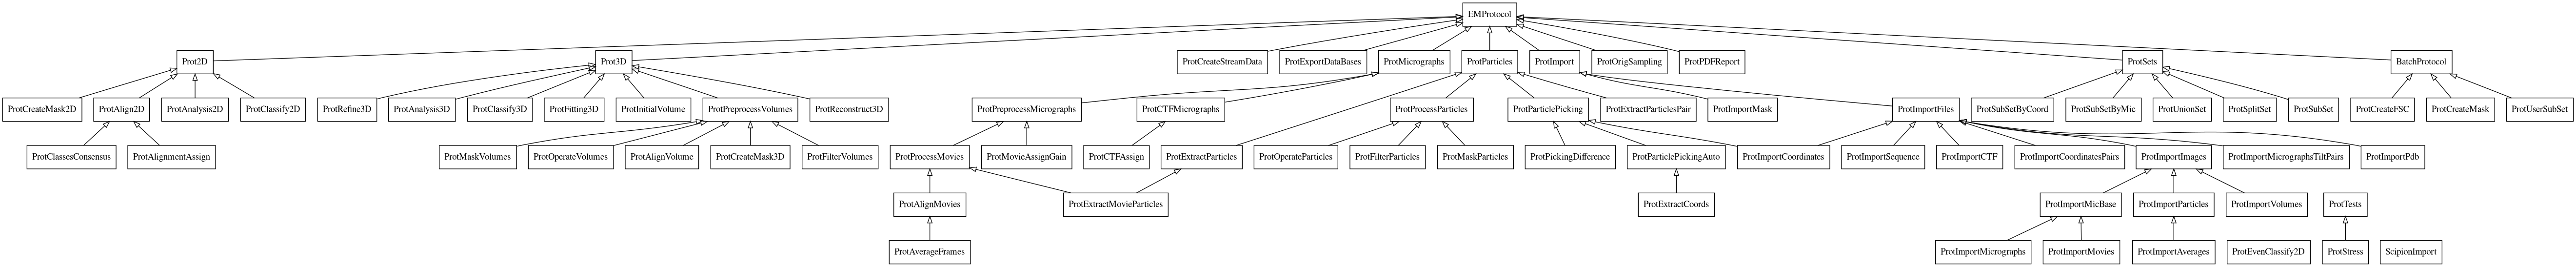 EMProtocol
Prot2D
Prot3D
ProtCreateStreamData
ProtExportDataBases
ProtMicrographs
ProtParticles
ProtImport
ProtOrigSampling
ProtPDFReport
ProtSets
BatchProtocol
ProtCreateMask2D
ProtAlign2D
ProtAnalysis2D
ProtClassify2D
ProtRefine3D
ProtAnalysis3D
ProtClassify3D
ProtFitting3D
ProtInitialVolume
ProtPreprocessVolumes
ProtReconstruct3D
ProtPreprocessMicrographs
ProtCTFMicrographs
ProtProcessParticles
ProtParticlePicking
ProtExtractParticlesPair
ProtImportMask
ProtImportFiles
ProtSubSetByCoord
ProtSubSetByMic
ProtUnionSet
ProtSplitSet
ProtSubSet
ProtCreateFSC
ProtCreateMask
ProtUserSubSet
ProtClassesConsensus
ProtAlignmentAssign
ProtMaskVolumes
ProtOperateVolumes
ProtAlignVolume
ProtCreateMask3D
ProtFilterVolumes
ProtProcessMovies
ProtMovieAssignGain
ProtCTFAssign
ProtExtractParticles
ProtOperateParticles
ProtFilterParticles
ProtMaskParticles
ProtPickingDifference
ProtParticlePickingAuto
ProtImportCoordinates
ProtImportSequence
ProtImportCTF
ProtImportCoordinatesPairs
ProtImportImages
ProtImportMicrographsTiltPairs
ProtImportPdb
ProtAlignMovies
ProtExtractMovieParticles
ProtExtractCoords
ProtImportMicBase
ProtImportParticles
ProtImportVolumes
ProtTests
ProtAverageFrames
ProtImportMicrographs
ProtImportMovies
ProtImportAverages
ProtEvenClassify2D
ProtStress
ScipionImport